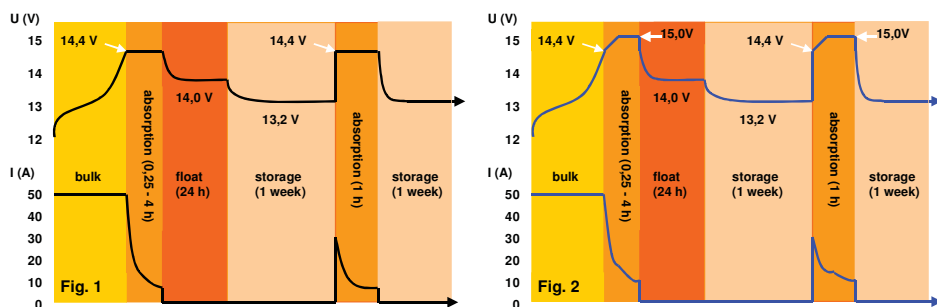 U (V)
15
14
13
12
14,4 V
14,0 V
13,2 V
14,4 V
I (A)
50
40
30
20
10
0
bulk
absorption (0,25 - 4 h)
float
(24 h)
storage
(1 week)
absorption (1 h)
storage
(1 week)
Fig. 1
U (V)
15
14
13
12
14,4 V
15,0V
14,0 V
13,2 V
14,4 V
15,0V
I (A)
50
40
30
20
10
0
bulk
absorption (0,25 - 4 h)
float
(24 h)
storage
(1 week)
absorption (1 h)
storage
(1 week)
Fig. 2